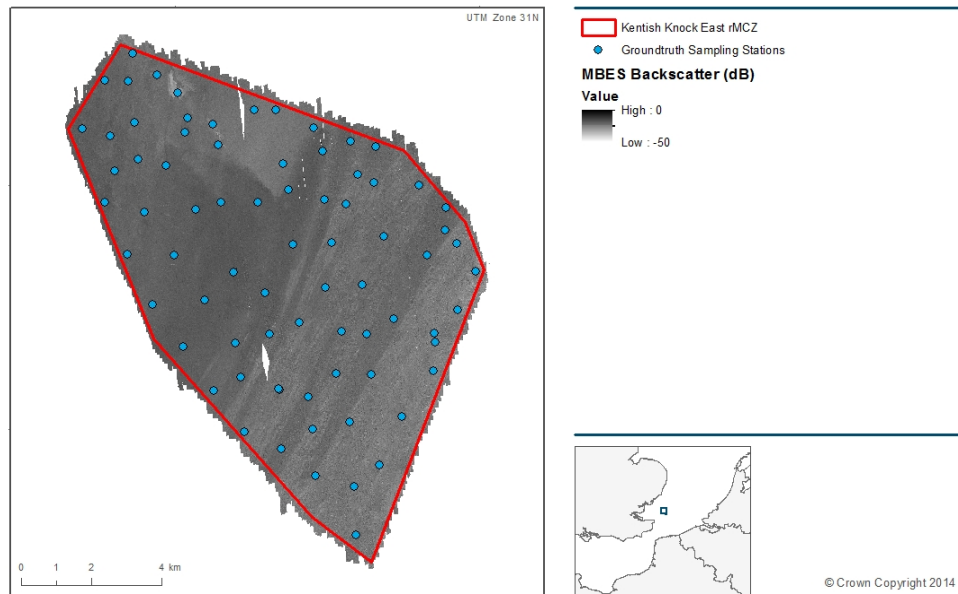 UTM Zone 31N
Kentish Knock East rMCZ
Groundtruth Sampling Stations
MBES Backscatter (dB)
Value
High : 0
Low : -50
0 1 2 4 km
© Crown Copyright 2014